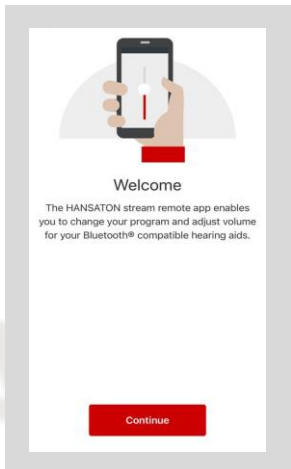 Welcome
The HANSATON stream remote app enables
you to change your program and adjust volume
for your Bluetooth® compatible hearing aids.
Continue